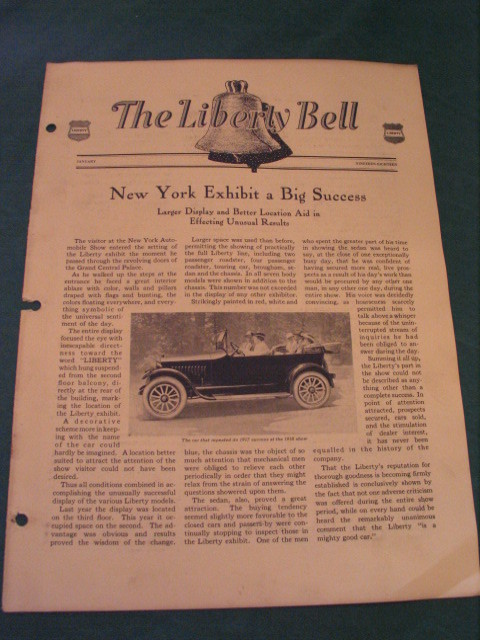 The Liberty Bell
LIBERTY
LIBERTY
JANUARY
NINETEEN EIGHTEEN
New York Exhibit a Big Success
Larger Display and Better Location Aid in
Effecting Unusual Results
The visitor at the New York Auto-
mobile Show entered the setting of
the Liberty exhibit the moment he
passed through the revolving doors of
the Grand Central Palace.
As he walked up the steps at the
entrance he faced a great interior
ablaze with color, walls and pillars
draped with flags and bunting, the
colors floating everywhere, and every-
thing symbolic of
the universal senti-
ment of the day.
The entire display
focused the eye with
inescapable direct-
ness toward the
word "LIBERTY"
which hung suspend-
ed from the second
floor balcony, di-
rectly at the rear of
the building, mark-
ing the location of
the Liberty exhibit.
A decorative
scheme more in keep-
ing with the name
of the car could
hardly be imagined. A location better
suited to attract the attention of the
show visitor could not have been
desired.
Thus all conditions combined in ac-
complishing the unusually successful
display of the various Liberty models.
Last year the display was located
on the third floor. This year it oc-
cupied space on the second. The ad-
vantage was obvious and results
proved the wisdom of the change.
Larger space was used than before,
permitting the showing of practically
the full Liberty line, including two
passenger roadster, four passenger
roadster, touring car, brougham, se-
dan and the chassis. In all seven body
models were shown in addition to the
chassis. This number was not exceeded
in the display of any other exhibitor.
Strikingly painted in red, white and
The car that repeated its 1917 success at the 1918 show
blue, the chassis was the object of so
much attention that mechanical men
were obliged to relieve each other
periodically in order that they might
relax from the strain of answering the
questions showered upon them.
The sedan, also, proved a great
attraction. The buying tendency
seemed slightly more favorable to the
closed cars and passers-by were con-
tinually stopping to inspect those in
the Liberty exhibit. One of the men
who spent the greater part of his time
in showing the sedan was heard to
say, at the close of one exceptionally
busy day, that he was confident of
having secured more real, live pros-
pects as a result of his day's work than
would be procured by any other one
man, in any other one day, during the
entire show. His voice was decidedly
convincing, as hoarseness scarcely
permitted him to
talk above a whisper
because of the unin-
terrupted stream of
inquiries he had
been obliged to an-
swer during the day.
Summing it all up,
the Liberty's part in
the show could not
be described as any-
thing other than a
complete success. In
point of attention
attracted, prospects
secured, cars sold,
and the stimulation
of dealer interest,
it has never been
equalled in the history of the
company.
That the Liberty's reputation for
thorough goodness is becoming firmly
established is conclusively shown by
the fact that not one adverse criticism
was offered during the entire show
period, while on every hand could be
heard the remarkably unanimous
comment that the Liberty "is a
mighty good car."